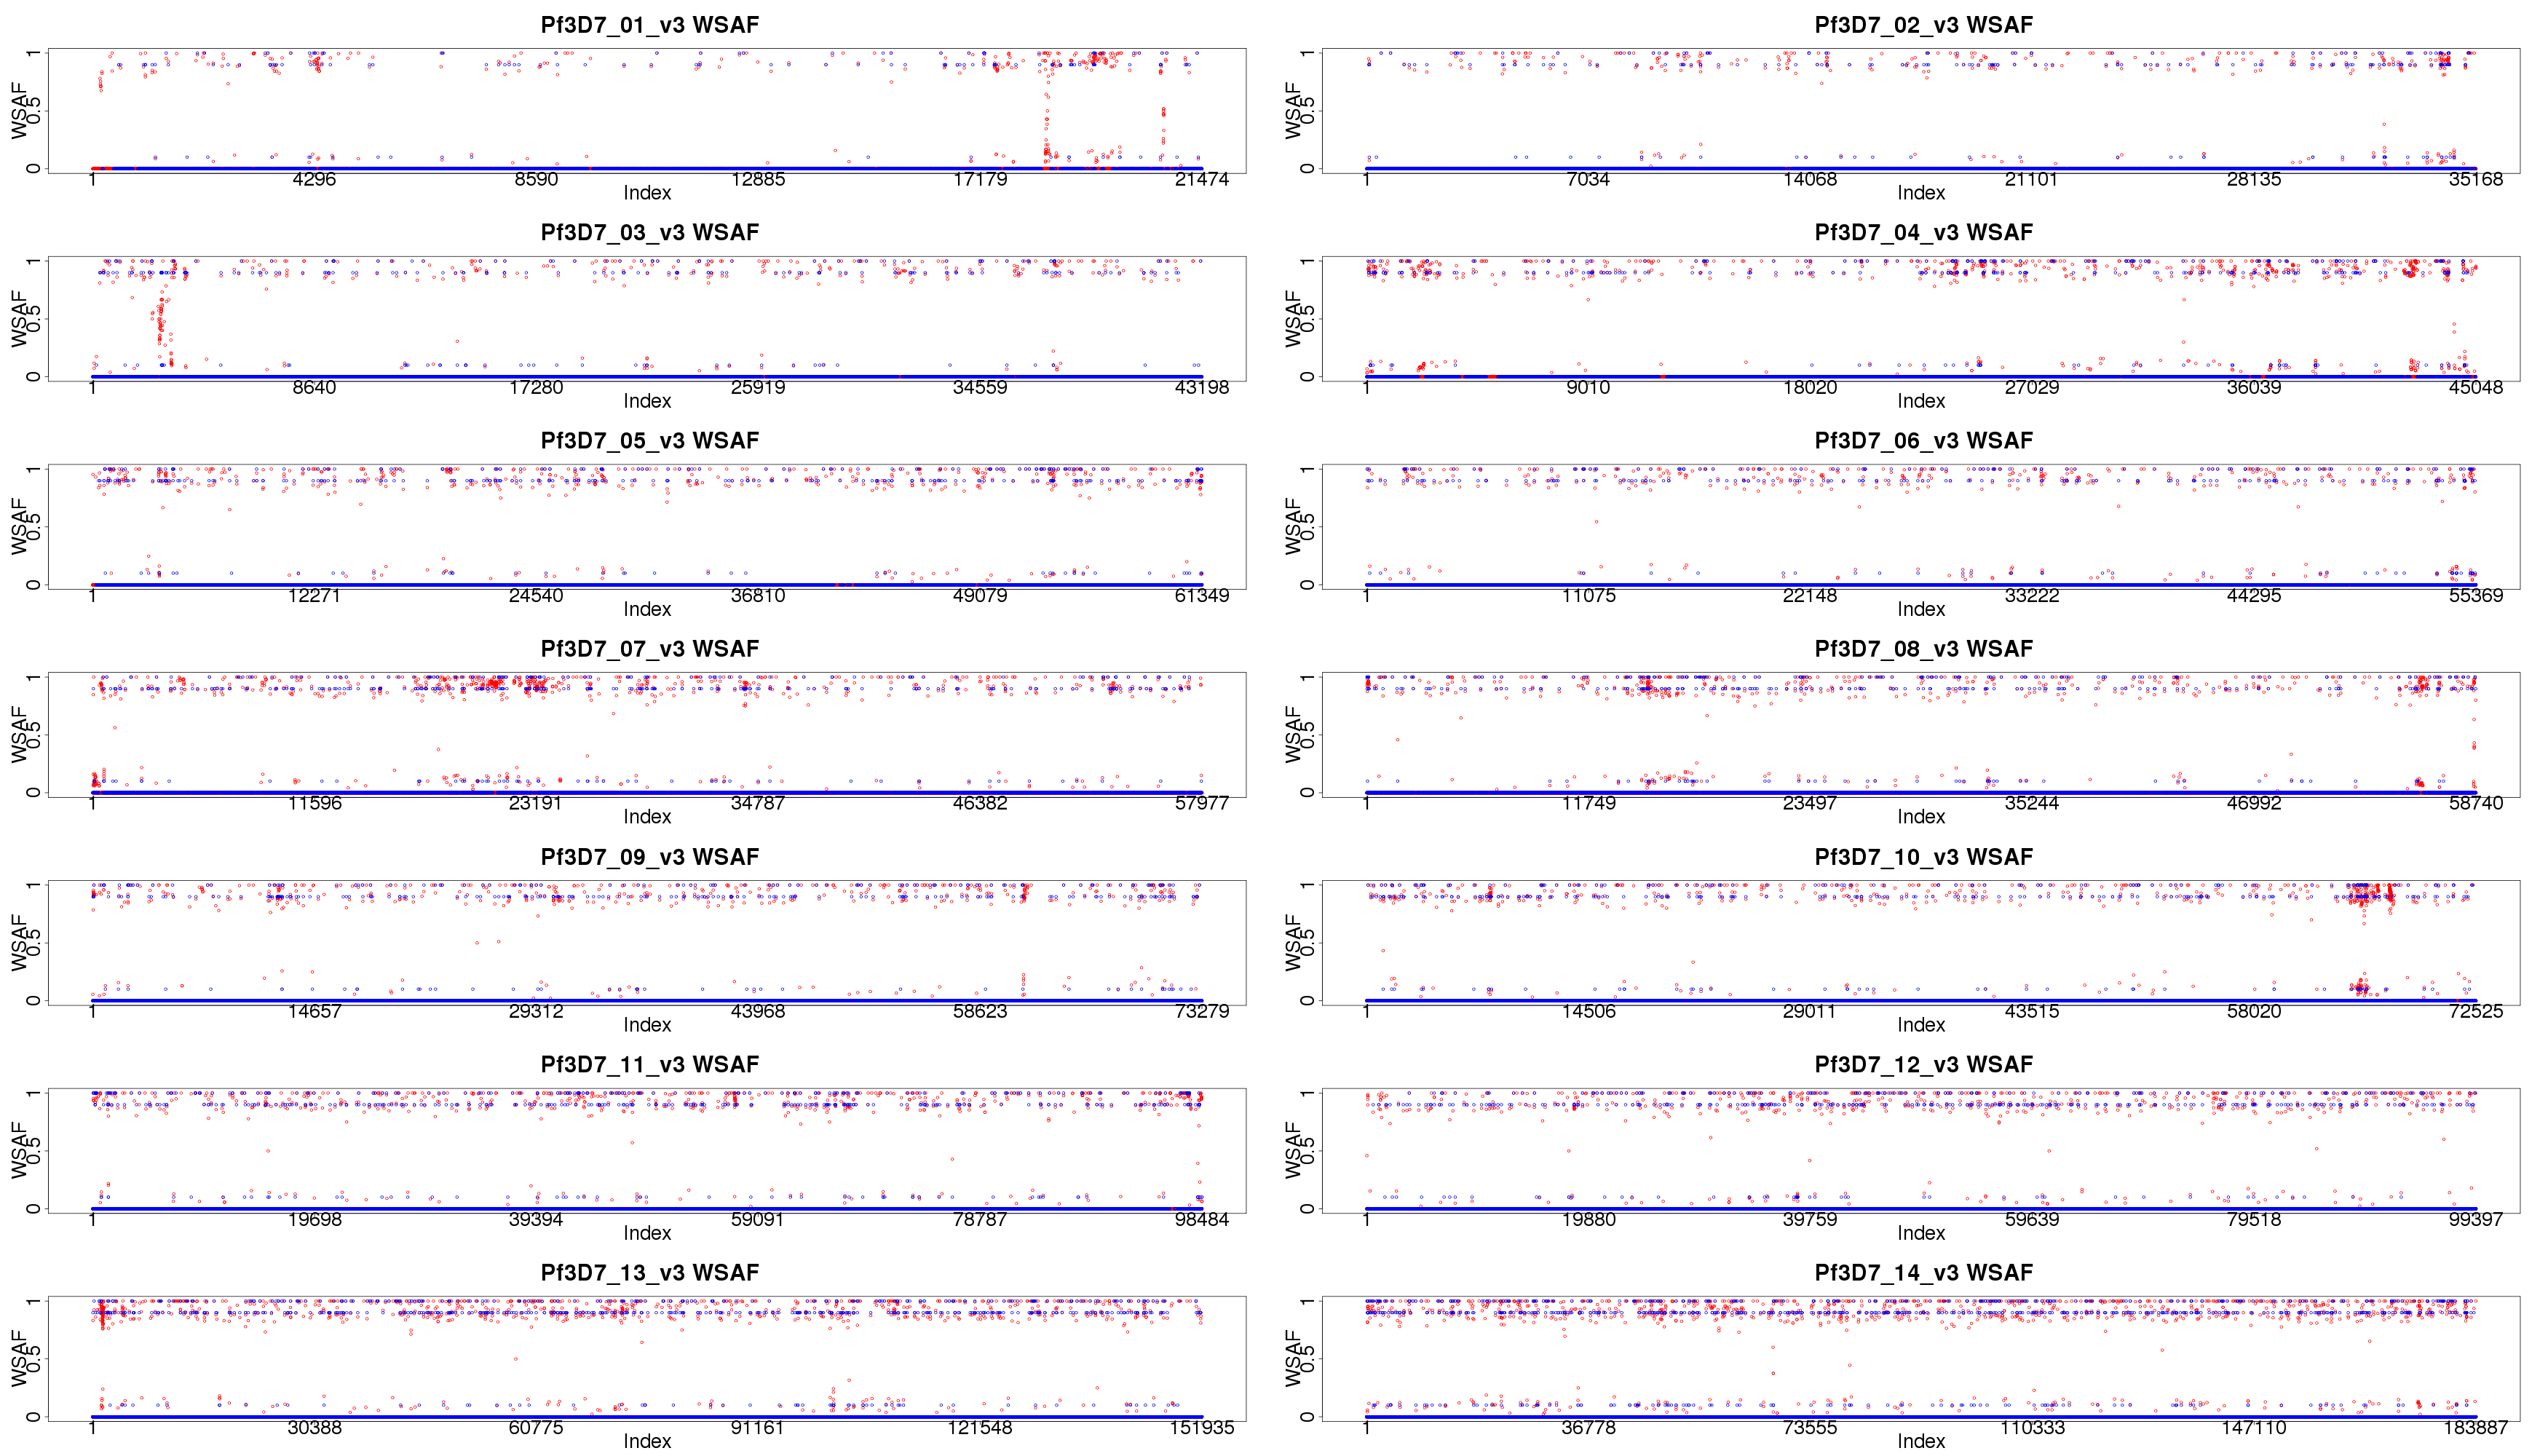 Pf3D7_01_v3 WSAF
WSAF
0 0.5 1
1 4296 8590 12885 17179 21474
Index
Pf3D7_02_v3 WSAF
WSAF
0 0.5 1
1 7034 14068 21101 28135 35168
Index
Pf3D7_03_v3 WSAF
WSAF
0 0.5 1
1 8640 17280 25919 34559 43198
Index
Pf3D7_04_v3 WSAF
WSAF
0 0.5 1
1 9010 18020 27029 36039 45048
Index
Pf3D7_05_v3 WSAF
WSAF
0 0.5 1
1 12271 24540 36810 49079 61349
Index
Pf3D7_06_v3 WSAF
WSAF
0 0.5 1
1 11075 22148 33222 44295 55369
Index
Pf3D7_07_v3 WSAF
WSAF
0 0.5 1
1 11596 23191 34787 46382 57977
Index
Pf3D7_08_v3 WSAF
WSAF
0 0.5 1
1 11749 23497 35244 46992 58740
Index
Pf3D7_09_v3 WSAF
WSAF
0 0.5 1
1 14657 29312 43968 58623 73279
Index
Pf3D7_10_v3 WSAF
WSAF
0 0.5 1
1 14506 29011 43515 58020 72525
Index
Pf3D7_11_v3 WSAF
WSAF
0 0.5 1
1 19698 39394 59091 78787 98484
Index
Pf3D7_12_v3 WSAF
WSAF
0 0.5 1
1 19880 39759 59639 79518 99397
Index
Pf3D7_13_v3 WSAF
WSAF
0 0.5 1
1 30388 60775 91161 121548 151935
Index
Pf3D7_14_v3 WSAF
WSAF
0 0.5 1
1 36778 73555 110333 147110 183887
Index